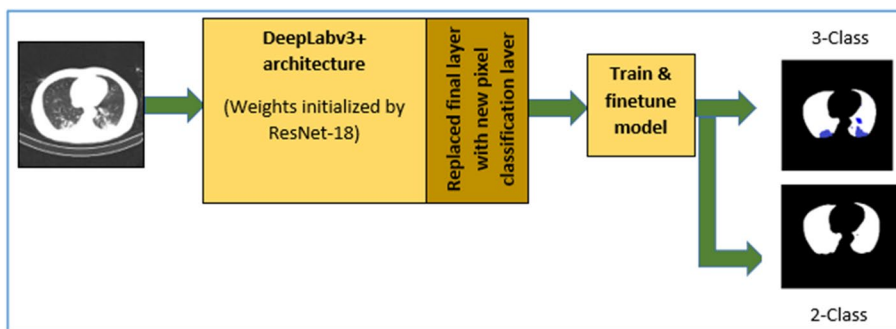 DeepLabv3+
architecture
(Weights initialized by
ResNet-18)
Replaced final layer
with new pixel
classification laver
Train &
finetune
model
3-Class
2-Class